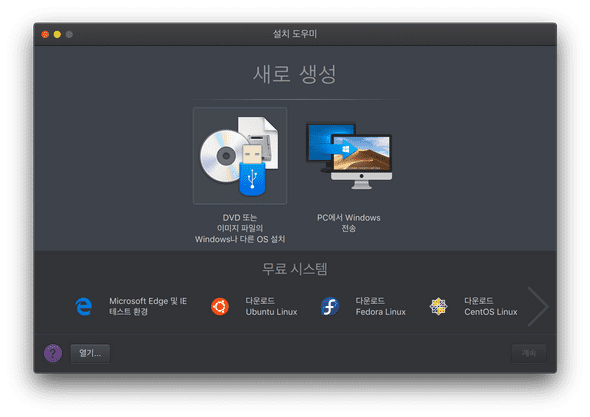 설치 도우미
새로 생성
DVD 또는
이미지 파일의
Windows나 다른 OS 설치
PC에서 Windows
전송
무료 시스템
Microsoft Edge 및 IE
테스트 환경
다운로드
Ubuntu Linux
다운로드
Fedora Linux
다운로드
CentOS Linux
?
열기...
계속